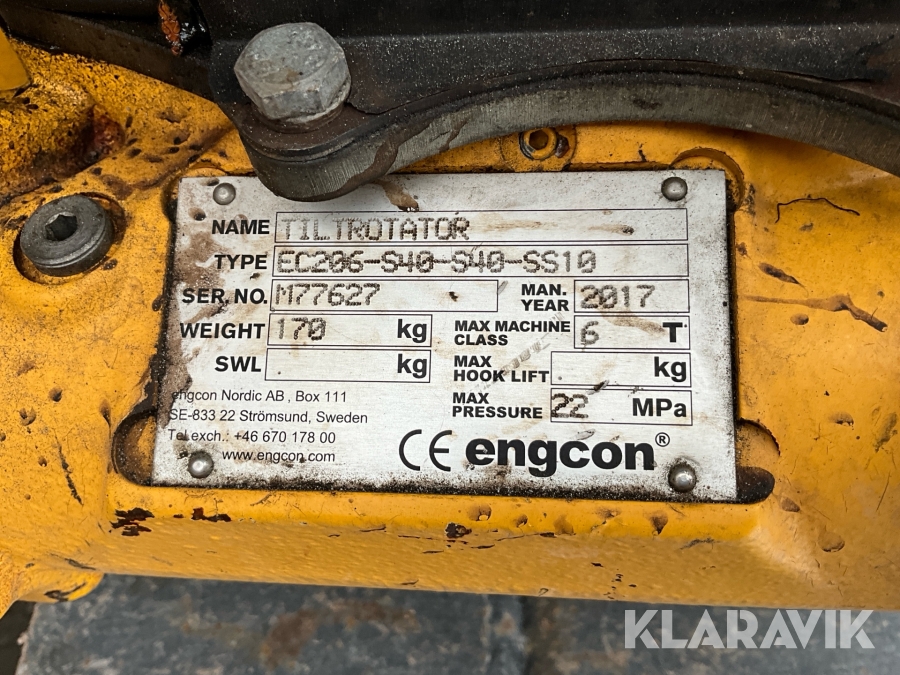 NAME TILTROTATOR
TYPE EC206-S40-S40-SS10
SER. NO. M77627 MAN. YEAR 2017
WEIGHT 170 kg MAX MACHINE CLASS 6 T
SWL kg MAX HOOK LIFT kg
MAX PRESSURE 22 MPa
engcon Nordic AB , Box 111
SE-833 22 Strömsund, Sweden
Tel.exch.: +46 670 178 00
www.engcon.com
CE engcon®
KLARAVIK